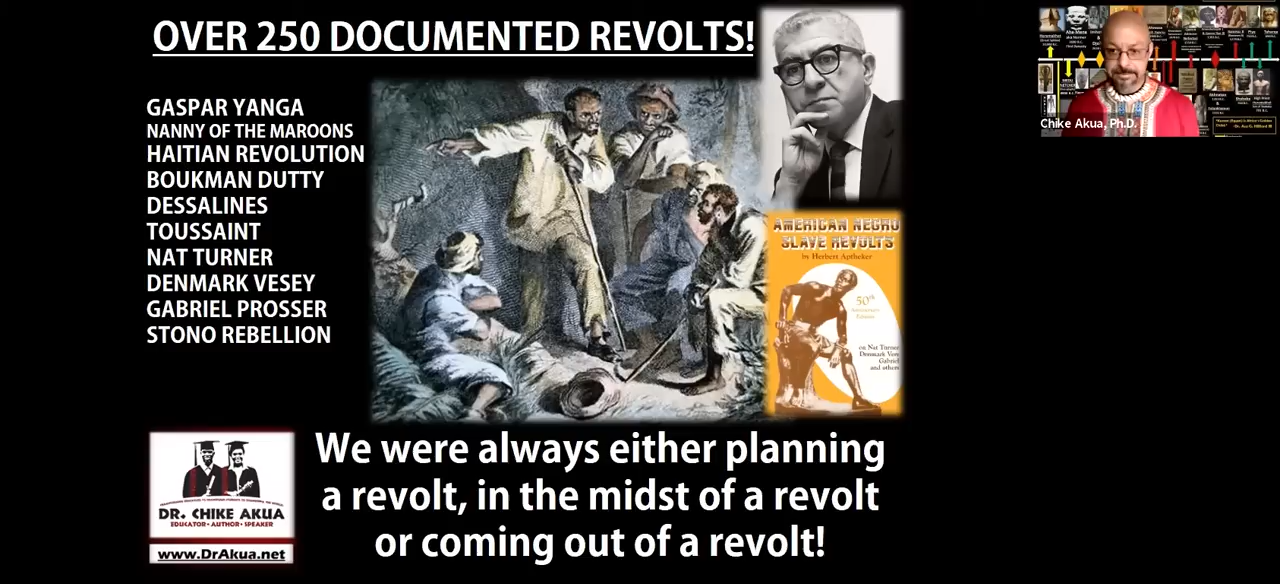 OVER 250 DOCUMENTED REVOLTS!
GASPAR YANGA
NANNY OF THE MAROONS
HAITIAN REVOLUTION
BOUKMAN DUTTY
DESSALINES
TOUSSAINT
NAT TURNER
DENMARK VESEY
GABRIEL PROSSER
STONO REBELLION
AMERICAN NEGRO
SLAVE REVOLTS
by Herbert Aptheker
50th
Anniversary
Edition
on Nat Turner
Denmark Vesey
Gabriel
and others
We were always either planning
a revolt, in the midst of a revolt
or coming out of a revolt!
DR. CHIKE AKUA
EDUCATOR • AUTHOR • SPEAKER
www.DrAkua.net
Chike Akua, Ph.D.